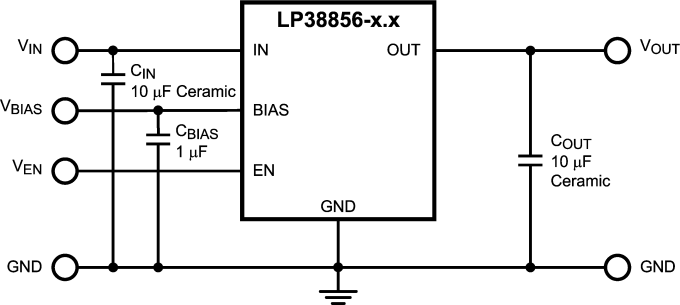 LP38856-x.x
VIN
IN
OUT
VOUT
CIN
10 μF Ceramic
VBIAS
BIAS
CBIAS
1 μF
COUT
10 μF
Ceramic
VEN
EN
GND
GND
GND